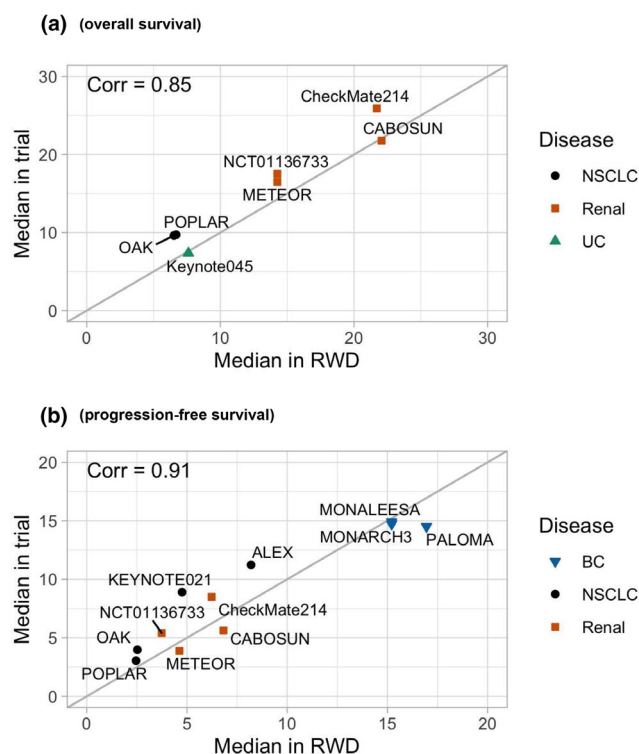 (a) (overall survival)
Corr = 0.85
30
20
10
0
Median in trial
CheckMate214
CABOSUN
NCT01136733
METEOR
POPLAR
OAK
Keynote045
0 10 20 30
Median in RWD
Disease
NSCLC
Renal
UC
(b) (progression-free survival)
Corr = 0.91
20
15
10
5
0
Median in trial
MONALEESA
MONARCH3
PALOMA
ALEX
KEYNOTE021
NCT01136733
CheckMate214
OAK
CABOSUN
POPLAR
METEOR
0 5 10 15 20
Median in RWD
Disease
BC
NSCLC
Renal